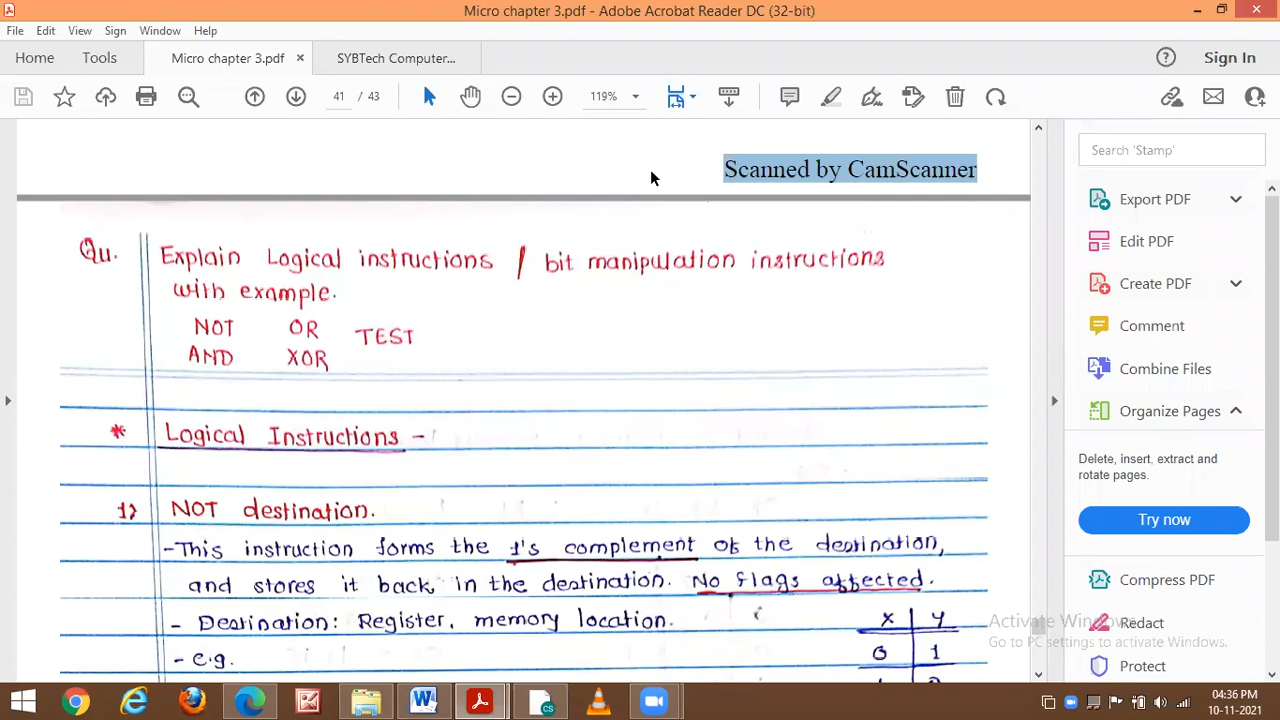 Micro chapter 3.pdf - Adobe Acrobat Reader DC (32-bit)
File Edit View Sign Window Help
Home Tools Micro chapter 3.pdf × SYBTech Computer... Sign In
41 / 43 119%
Scanned by CamScanner
Qu. Explain Logical instructions / bit manipulation instructions
with example.
NOT OR TEST
AND XOR
* Logical Instructions -
1) NOT destination.
- This instruction forms the 1's complement of the destination,
and stores it back in the destination. No flags affected.
- Destination: Register, memory location. X Y
- e.g. 0 1
Search 'Stamp'
Export PDF
Edit PDF
Create PDF
Comment
Combine Files
Organize Pages
Delete, insert, extract and
rotate pages.
Try now
Compress PDF
Redact
Protect
Activate Windows
Go to PC settings to activate Windows.
04:36 PM
10-11-2021